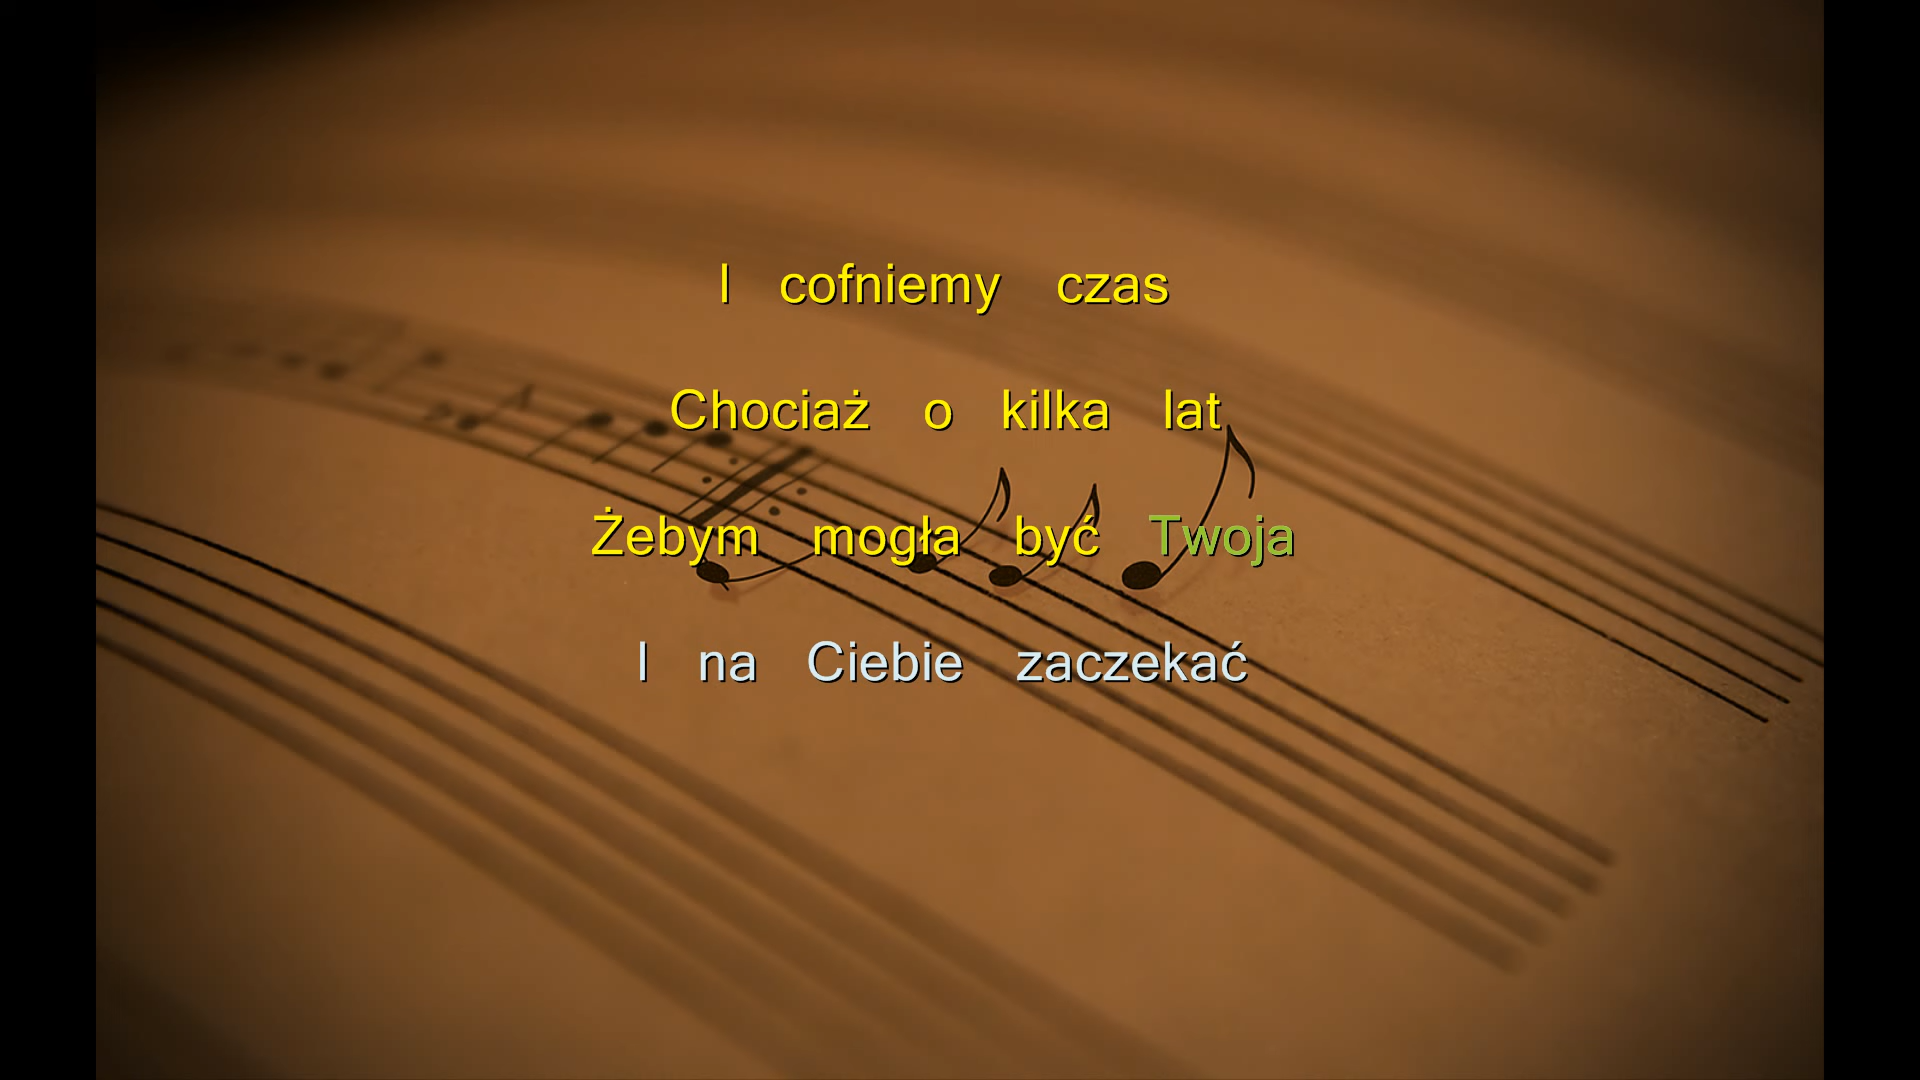 I cofniemy czas
Chociaż o kilka lat
Żebym mogła być Twoja
I na Ciebie zaczekać